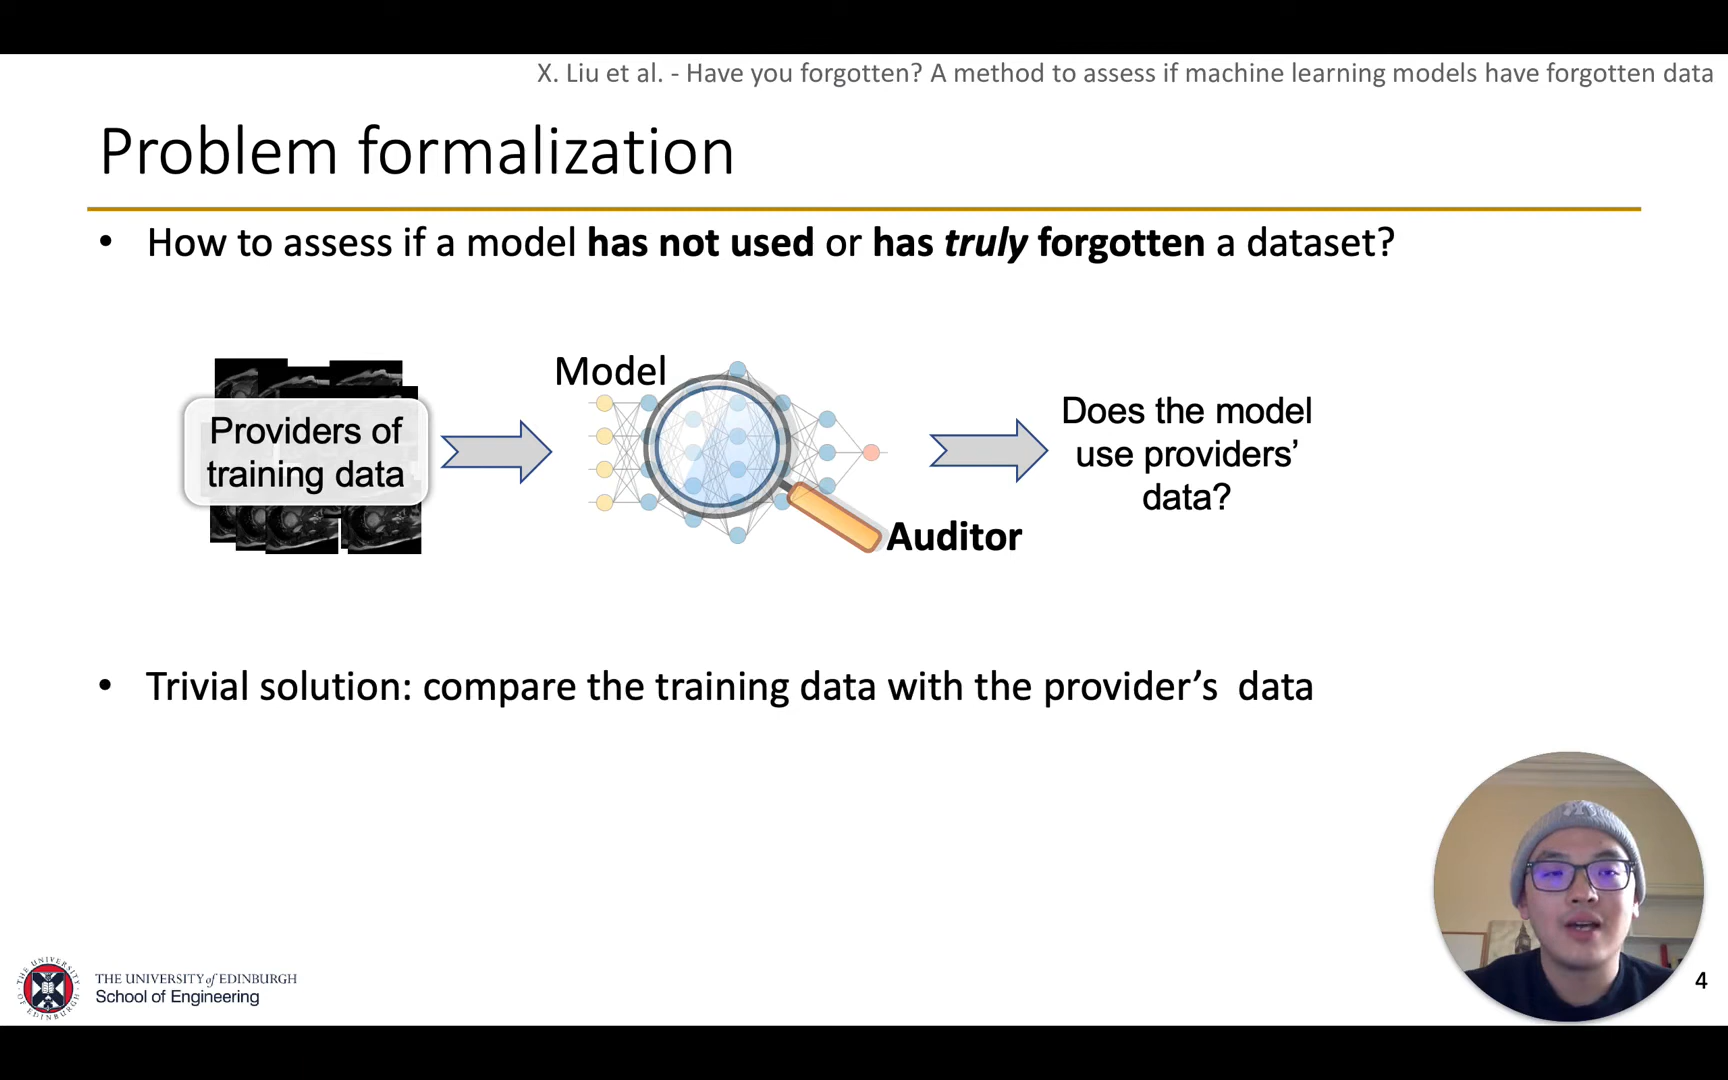 X. Liu et al. - Have you forgotten? A method to assess if machine learning models have forgotten data
Problem formalization
• How to assess if a model has not used or has truly forgotten a dataset?
Model
Providers of
training data
Does the model
use providers’
data?
Auditor
• Trivial solution: compare the training data with the provider’s  data
THE UNIVERSITY of EDINBURGH
School of Engineering
4